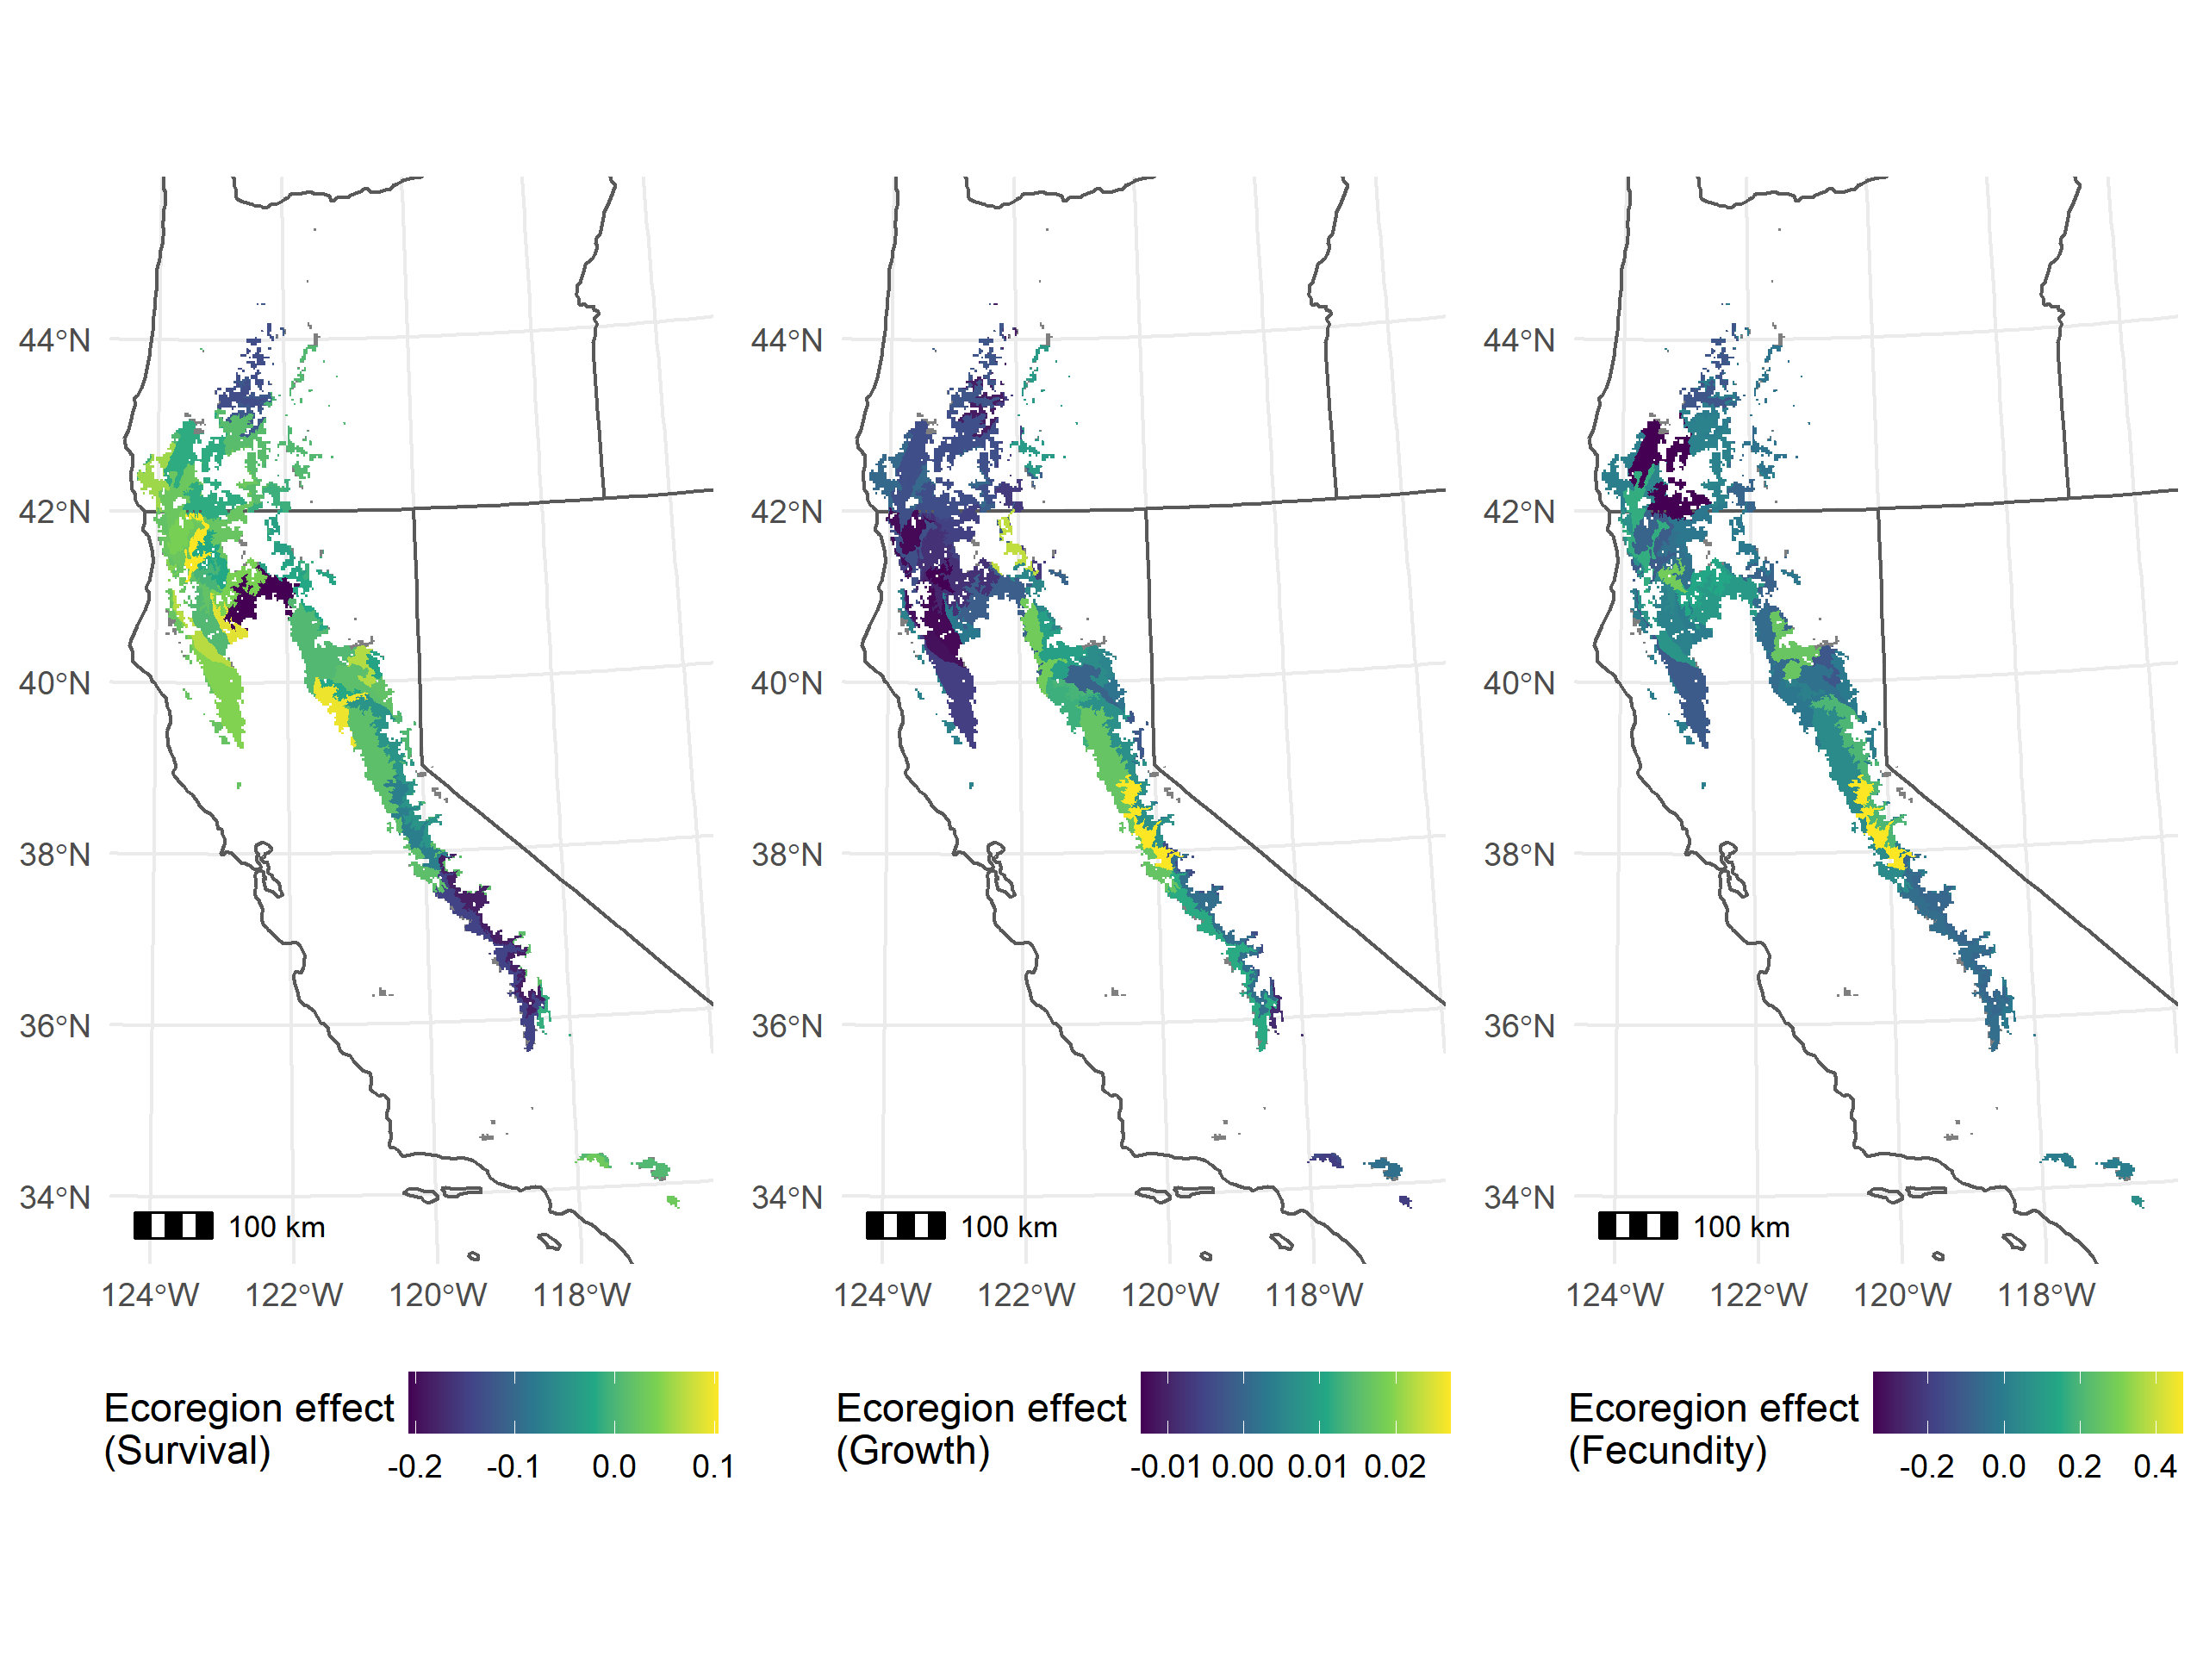 44°N
42°N
40°N
38°N
36°N
34°N
100 km
124°W 122°W 120°W 118°W
Ecoregion effect
(Survival)
-0.2 -0.1 0.0 0.1
44°N
42°N
40°N
38°N
36°N
34°N
100 km
124°W 122°W 120°W 118°W
Ecoregion effect
(Growth)
-0.01 0.00 0.01 0.02
44°N
42°N
40°N
38°N
36°N
34°N
100 km
124°W 122°W 120°W 118°W
Ecoregion effect
(Fecundity)
-0.2 0.0 0.2 0.4